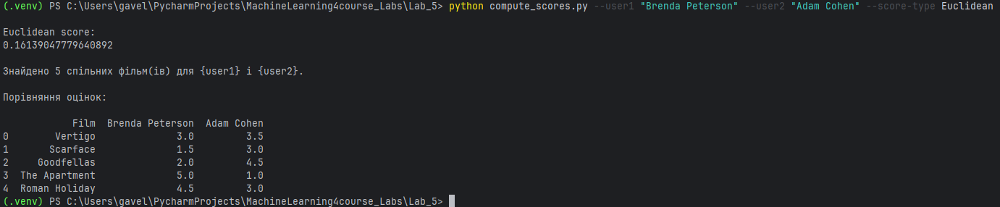 (.venv) PS C:\Users\gavel\PycharmProjects\MachineLearning4course_Labs\Lab_5> python compute_scores.py --user1 "Brenda Peterson" --user2 "Adam Cohen" --score-type Euclidean
Euclidean score:
0.16139047779640892
Знайдено 5 спільних фільм(ів) для {user1} і {user2}.
Порівняння оцінок:
Film  Brenda Peterson  Adam Cohen
0        Vertigo              3.0         3.5
1       Scarface              1.5         3.0
2     Goodfellas              2.0         4.5
3  The Apartment              5.0         1.0
4  Roman Holiday              4.5         3.0
(.venv) PS C:\Users\gavel\PycharmProjects\MachineLearning4course_Labs\Lab_5>